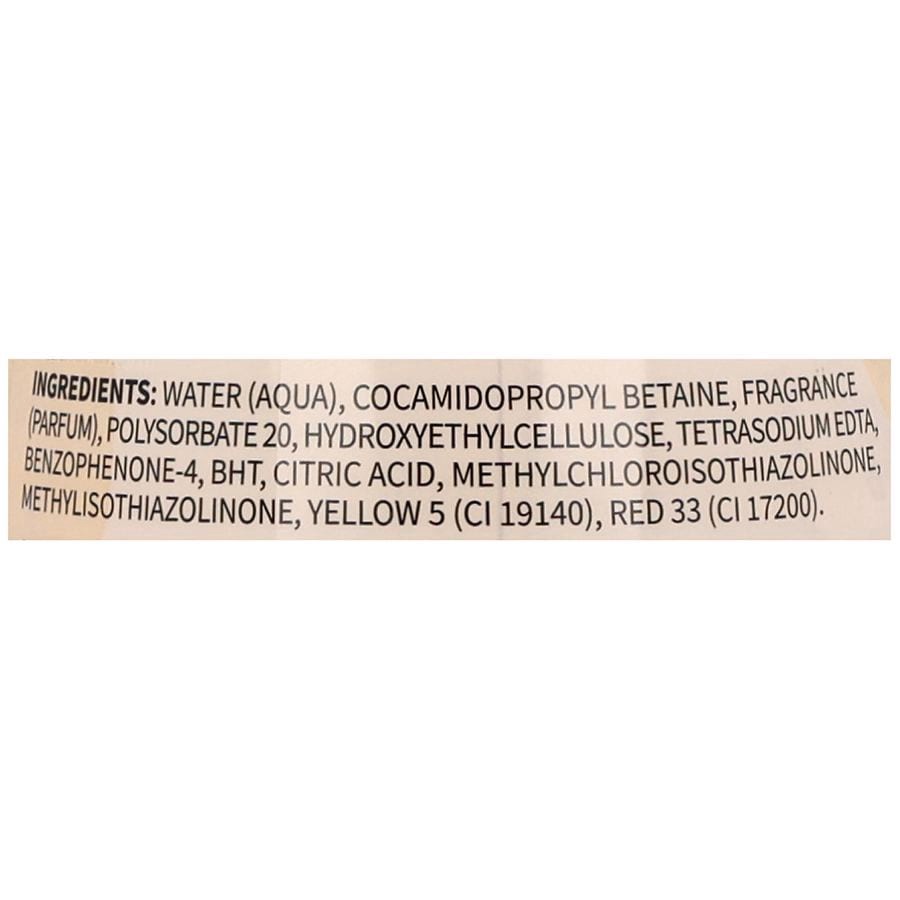 INGREDIENTS: WATER (AQUA), COCAMIDOPROPYL BETAINE, FRAGRANCE
(PARFUM), POLYSORBATE 20, HYDROXYETHYLCELLULOSE, TETRASODIUM EDTA,
BENZOPHENONE-4, BHT, CITRIC ACID, METHYLCHLOROISOTHIAZOLINONE,
METHYLISOTHIAZOLINONE, YELLOW 5 (CI 19140), RED 33 (CI 17200).